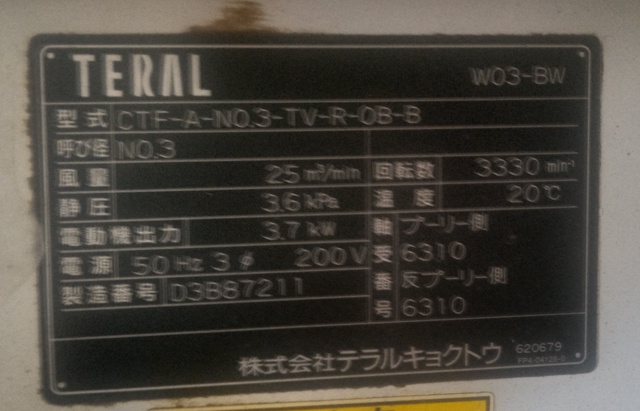 TERAL
W03-BW
型式 CTF-A-NO.3-TV-R-OB-B
呼び径 NO.3
風量 25 m³/min 回転数 3330 min⁻¹
静圧 3.6 kPa 温度 20℃
電動機出力 3.7 kW 軸 プーリー側
電源 50 Hz 3 φ 200 V 受 6310
製造番号 D3B87211 番 反プーリー側
号 6310
株式会社テラルキョクトウ 620679